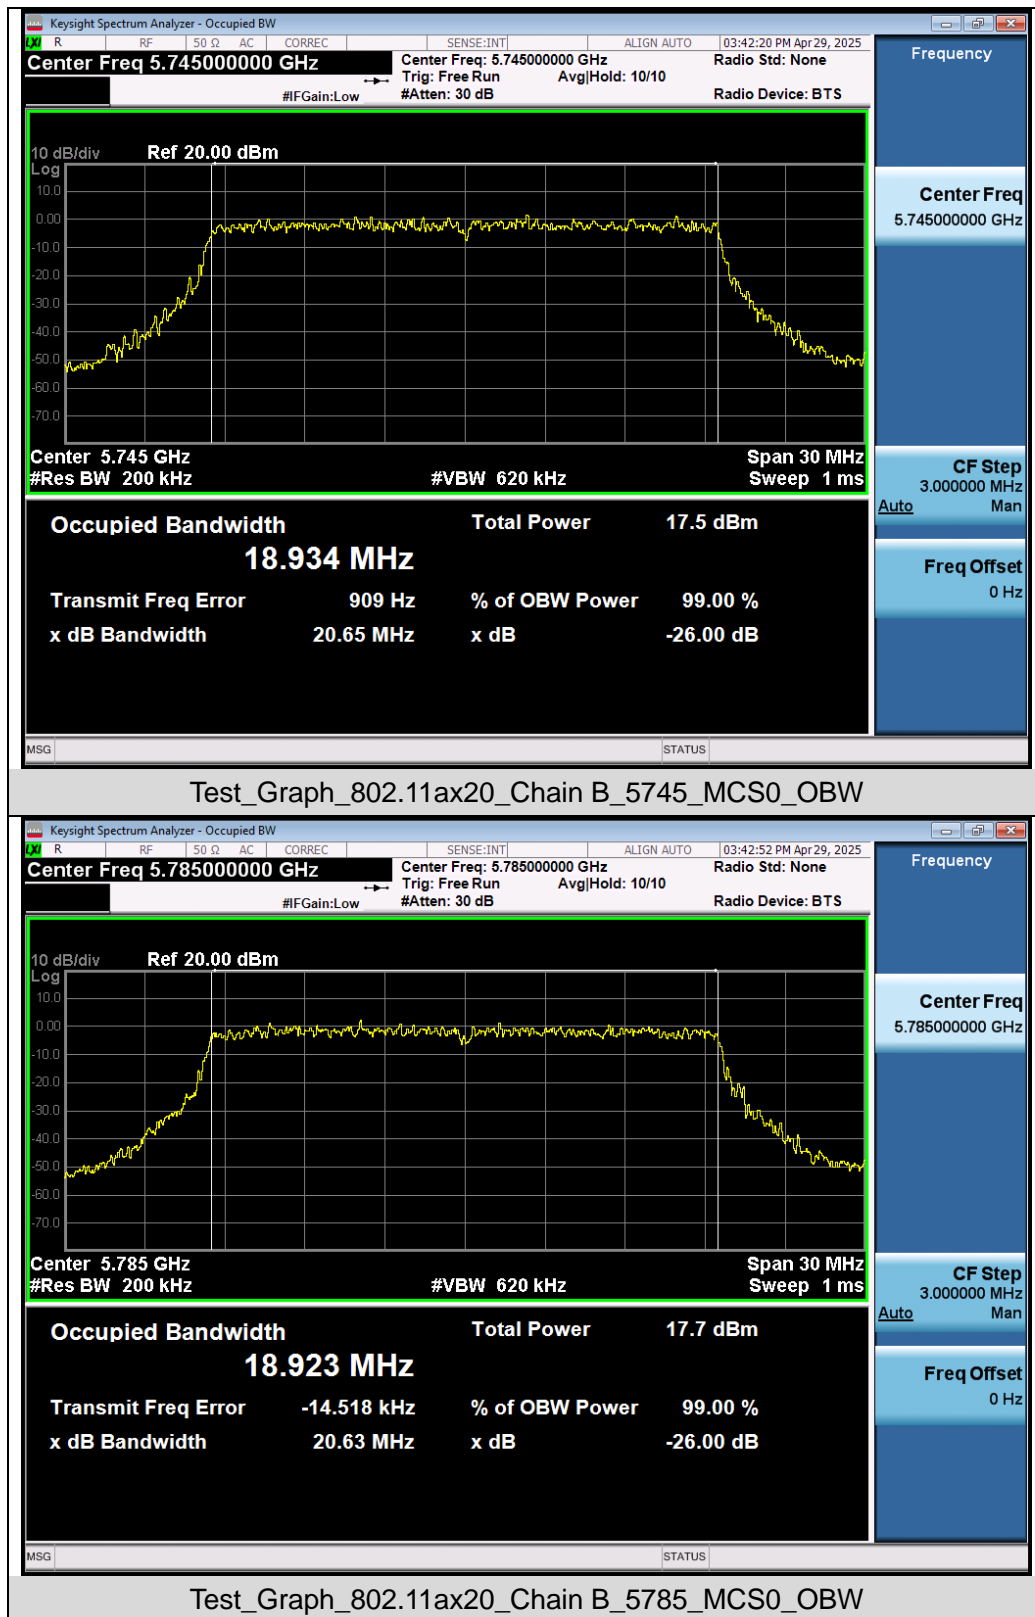 Keysight Spectrum Analyzer - Occupied BW
LXI R RF 50 Ω AC CORREC SENSE:INT ALIGN AUTO 03:42:20 PM Apr 29, 2025
Center Freq 5.745000000 GHz Center Freq: 5.745000000 GHz Radio Std: None Frequency
Trig: Free Run Avg|Hold: 10/10
#IFGain:Low #Atten: 30 dB Radio Device: BTS
10 dB/div Ref 20.00 dBm
Log
10.0
0.00
-10.0
-20.0
-30.0
-40.0
-50.0
-60.0
-70.0
Center Freq
5.745000000 GHz
Center 5.745 GHz Span 30 MHz
#Res BW 200 kHz #VBW 620 kHz Sweep 1 ms
CF Step
3.000000 MHz
Auto Man
Freq Offset
0 Hz
Occupied Bandwidth Total Power 17.5 dBm
18.934 MHz
Transmit Freq Error 909 Hz % of OBW Power 99.00 %
x dB Bandwidth 20.65 MHz x dB -26.00 dB
MSG STATUS
Test_Graph_802.11ax20_Chain B_5745_MCS0_OBW
Keysight Spectrum Analyzer - Occupied BW
LXI R RF 50 Ω AC CORREC SENSE:INT ALIGN AUTO 03:42:52 PM Apr 29, 2025
Center Freq 5.785000000 GHz Center Freq: 5.785000000 GHz Radio Std: None Frequency
Trig: Free Run Avg|Hold: 10/10
#IFGain:Low #Atten: 30 dB Radio Device: BTS
10 dB/div Ref 20.00 dBm
Log
10.0
0.00
-10.0
-20.0
-30.0
-40.0
-50.0
-60.0
-70.0
Center Freq
5.785000000 GHz
Center 5.785 GHz Span 30 MHz
#Res BW 200 kHz #VBW 620 kHz Sweep 1 ms
CF Step
3.000000 MHz
Auto Man
Freq Offset
0 Hz
Occupied Bandwidth Total Power 17.7 dBm
18.923 MHz
Transmit Freq Error -14.518 kHz % of OBW Power 99.00 %
x dB Bandwidth 20.63 MHz x dB -26.00 dB
MSG STATUS
Test_Graph_802.11ax20_Chain B_5785_MCS0_OBW